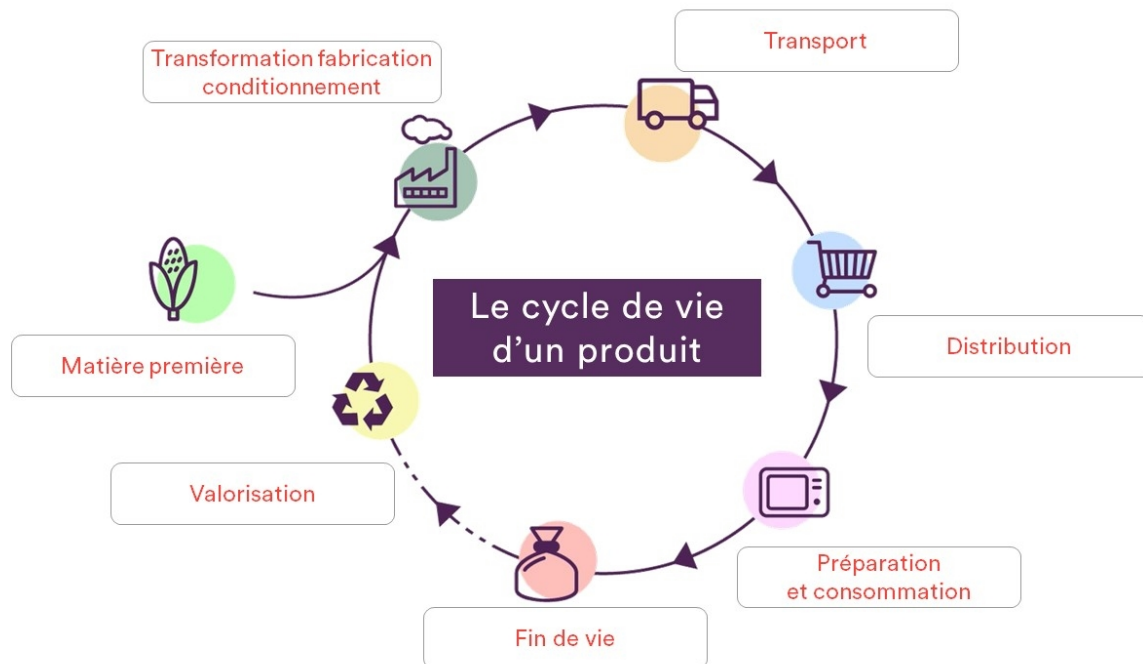 Transformation fabrication
conditionnement
Transport
Matière première
Le cycle de vie
d’un produit
Distribution
Valorisation
Préparation
et consommation
Fin de vie